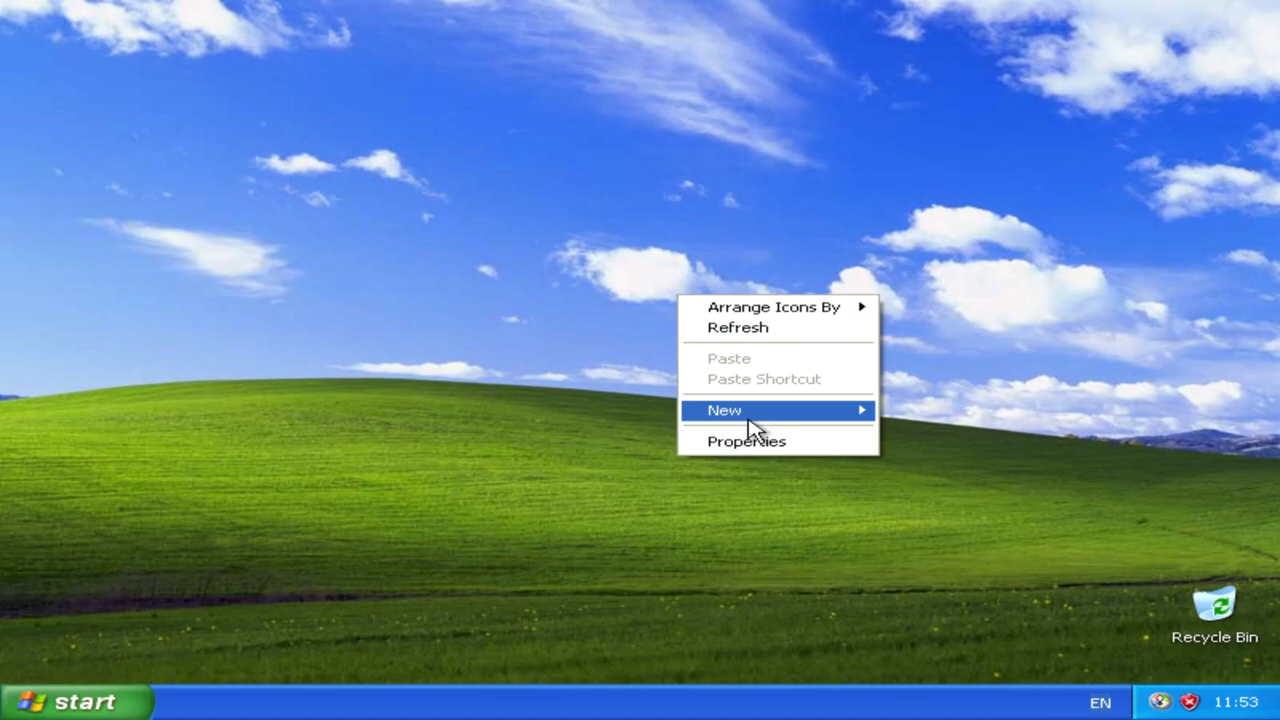 Arrange Icons By
Refresh
Paste
Paste Shortcut
New
Properties
Recycle Bin
start
EN
11:53